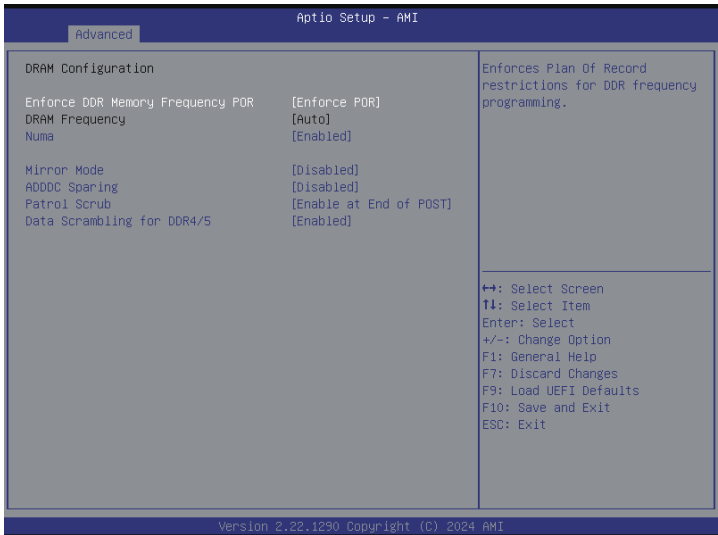 Aptio Setup – AMI
Advanced
DRAM Configuration
Enforce DDR Memory Frequency POR [Enforce POR]
DRAM Frequency [Auto]
Numa [Enabled]
Mirror Mode [Disabled]
ADDDC Sparing [Disabled]
Patrol Scrub [Enable at End of POST]
Data Scrambling for DDR4/5 [Enabled]
Enforces Plan Of Record
restrictions for DDR frequency
programming.
↔: Select Screen
↑↓: Select Item
Enter: Select
+/-: Change Option
F1: General Help
F7: Discard Changes
F9: Load UEFI Defaults
F10: Save and Exit
ESC: Exit
Version 2.22.1290 Copyright (C) 2024 AMI